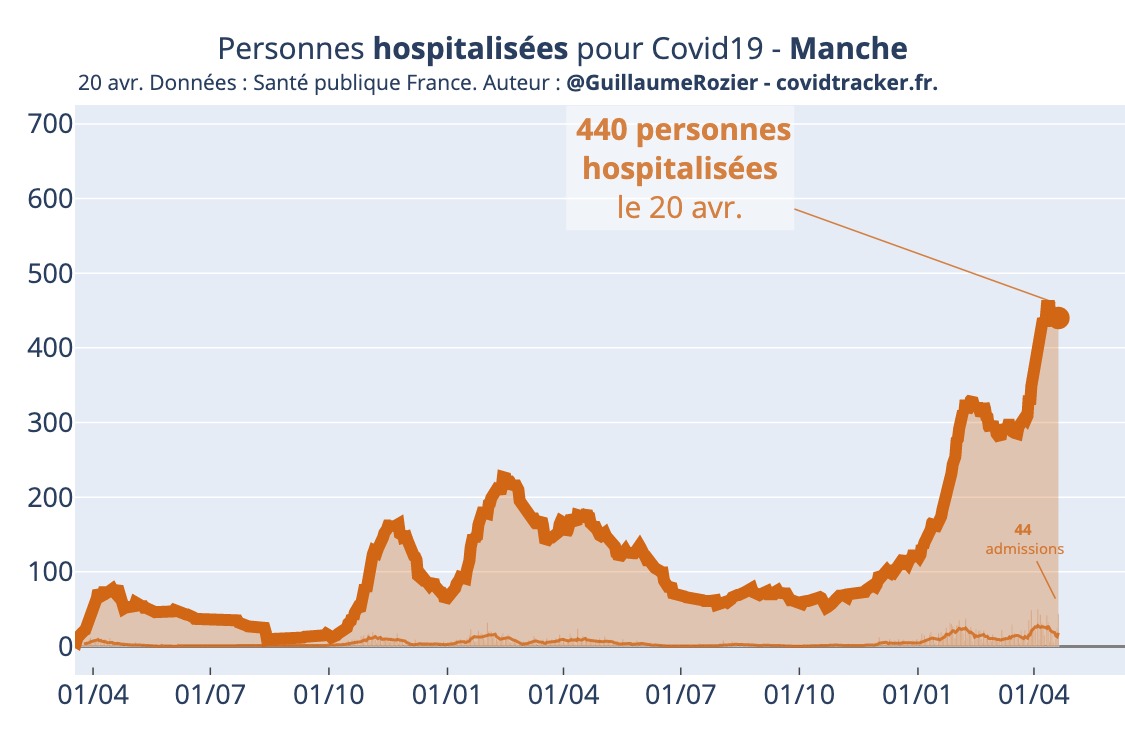 Personnes hospitalisées pour Covid19 - Manche
20 avr. Données : Santé publique France. Auteur : @GuillaumeRozier - covidtracker.fr.
700
440 personnes
hospitalisées
le 20 avr.
600
500
400
300
200
44
admissions
100
0
01/04 01/07 01/10 01/01 01/04 01/07 01/10 01/01 01/04